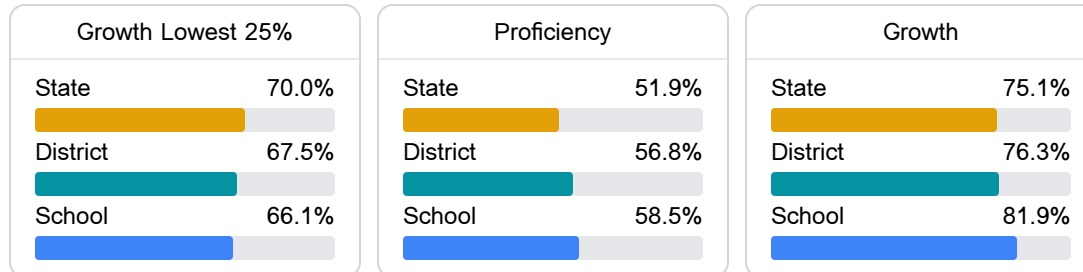 Growth Lowest 25%
State 70.0%
District 67.5%
School 66.1%
Proficiency
State 51.9%
District 56.8%
School 58.5%
Growth
State 75.1%
District 76.3%
School 81.9%